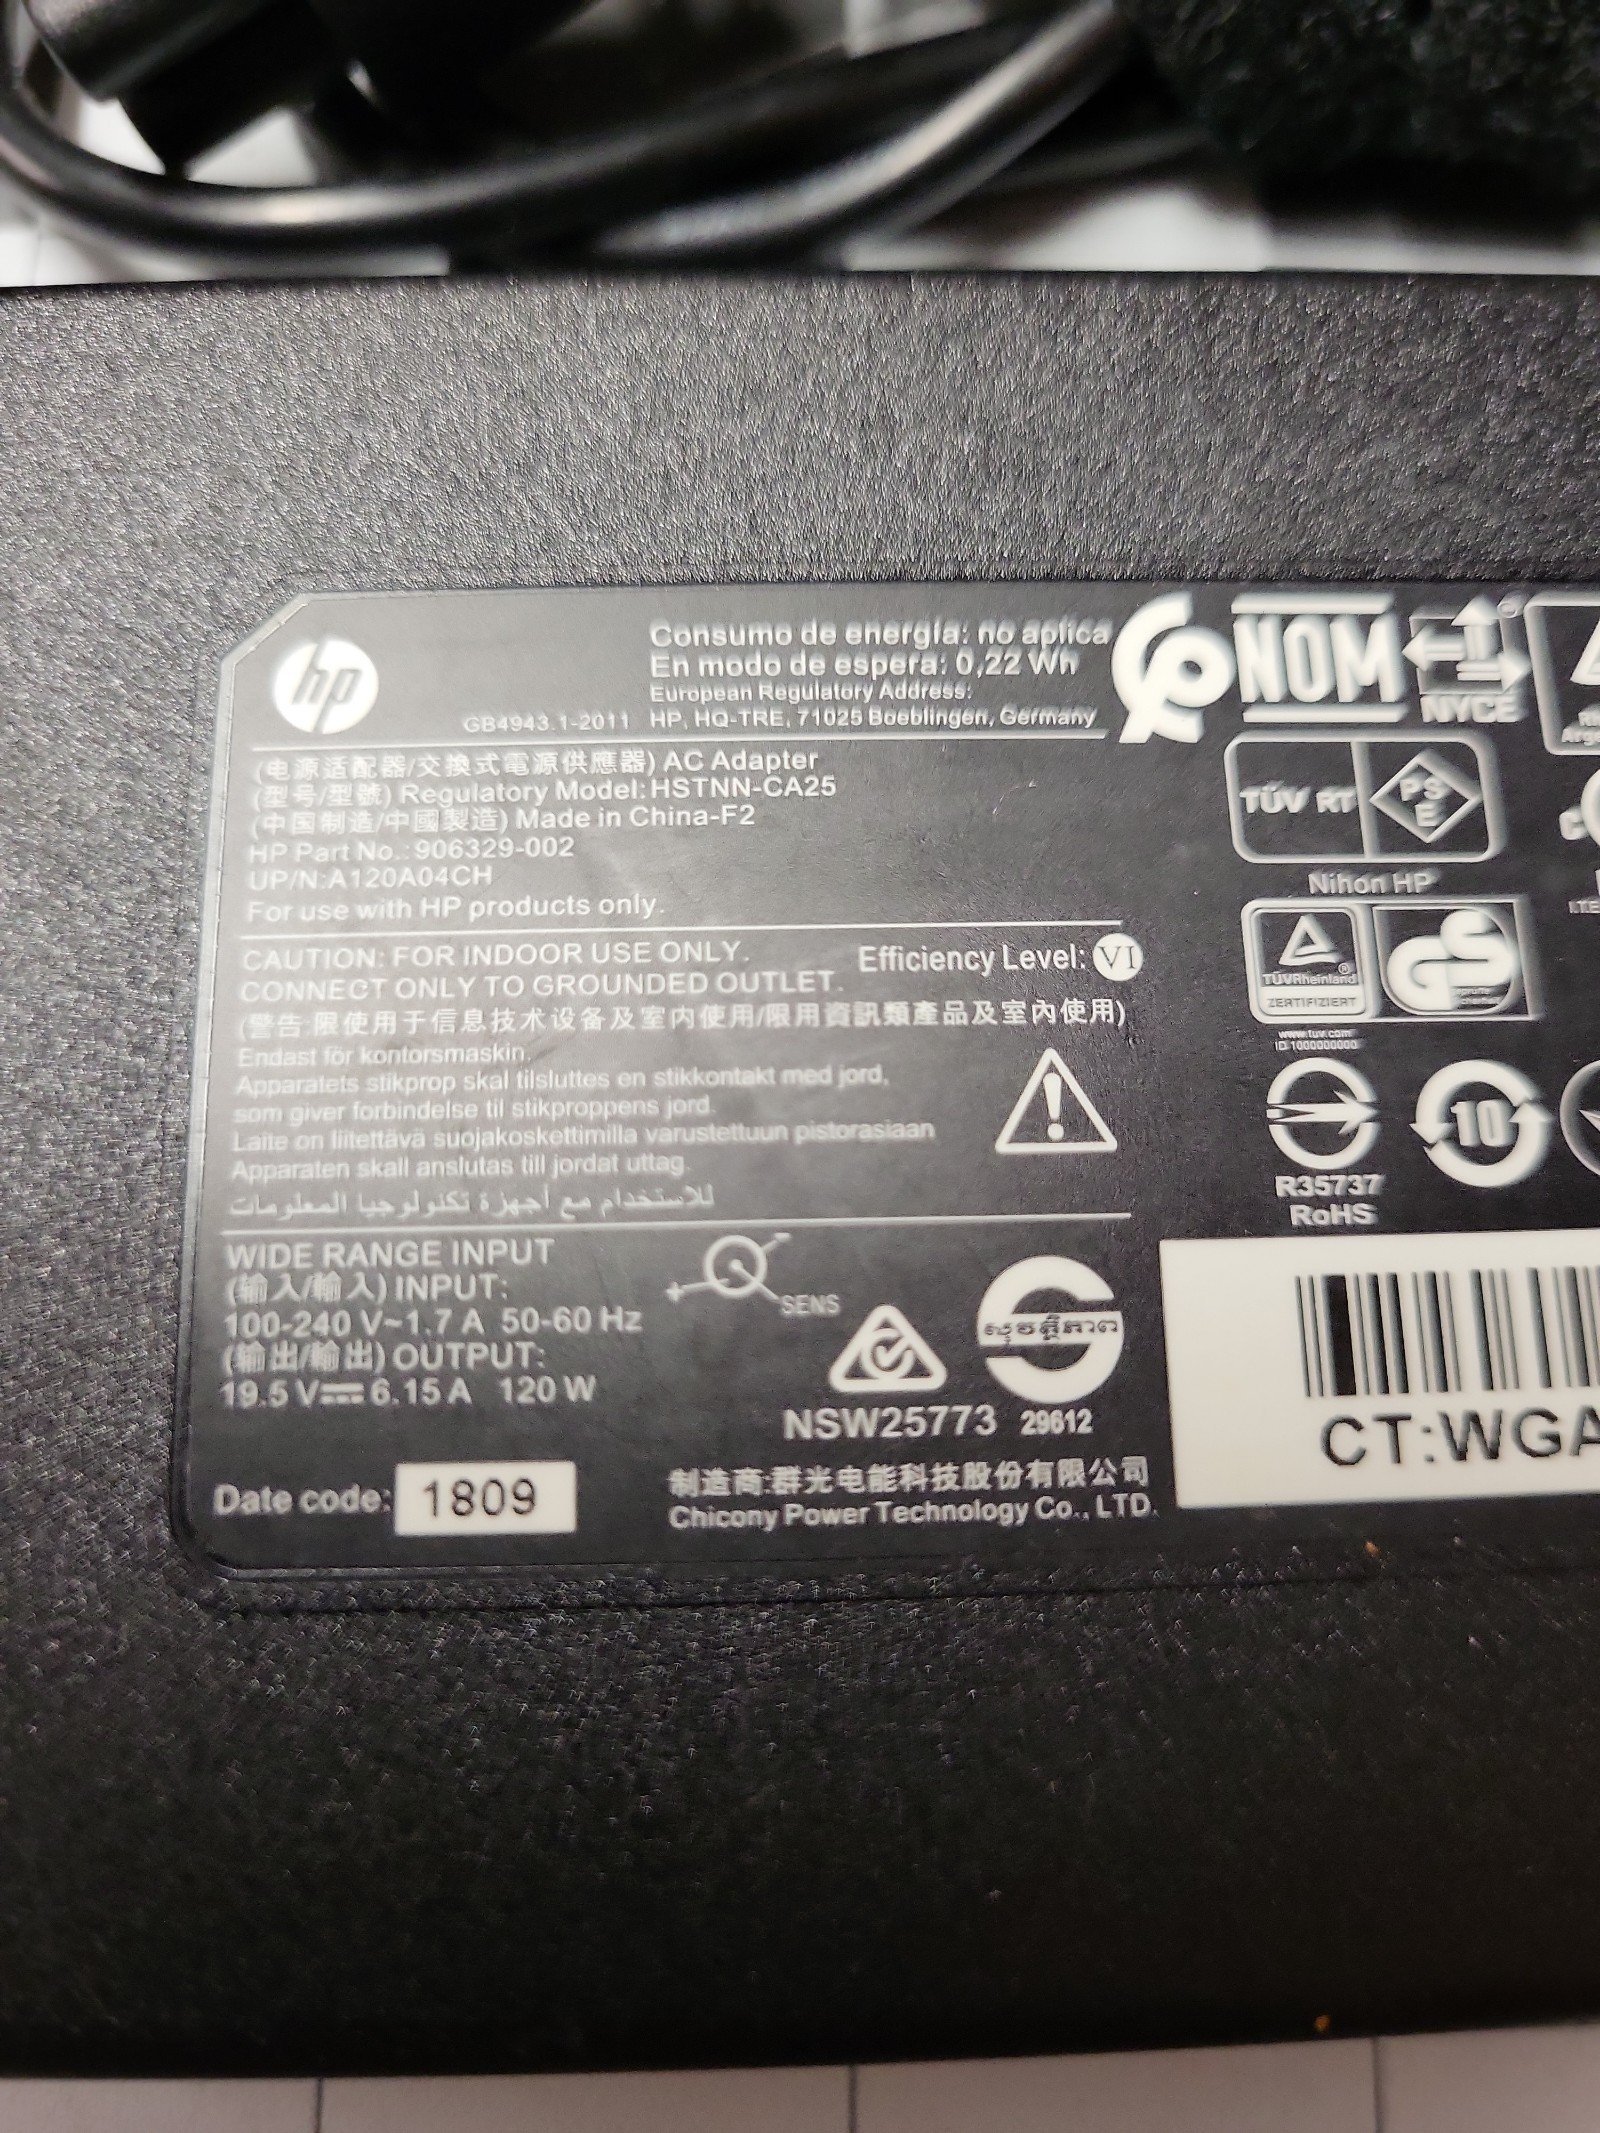 hp
GB4943.1-2011
Consumo de energía: no aplica
En modo de espera: 0,22 Wh
European Regulatory Address:
HP, HQ-TRE, 71025 Boeblingen, Germany
NOM
NYCE
(电源适配器/交換式電源供應器) AC Adapter
(型号/型號) Regulatory Model: HSTNN-CA25
(中国制造/中國製造) Made in China-F2
HP Part No.: 906329-002
UP/N:A120A04CH
For use with HP products only.
TÜV RT
PSE
Nihon HP
CAUTION: FOR INDOOR USE ONLY.
CONNECT ONLY TO GROUNDED OUTLET.
Efficiency Level: VI
(警告:限使用于信息技术设备及室内使用/限用資訊類產品及室內使用)
Endast för kontorsmaskin.
Apparatets stikprop skal tilsluttes en stikkontakt med jord,
som giver forbindelse til stikproppens jord.
Laite on liitettävä suojakoskettimilla varustettuun pistorasiaan
Apparaten skall anslutas till jordat uttag.
للاستخدام مع أجهزة تكنولوجيا المعلومات
TÜVRheinland
ZERTIFIZIERT
GS
www.tuv.com
ID 1000000000
10
R35737
RoHS
WIDE RANGE INPUT
(输入/輸入) INPUT:
100-240 V~1.7 A 50-60 Hz
(输出/輸出) OUTPUT:
19.5 V⎓6.15 A 120 W
SENS
NSW25773
29612
Date code: 1809
制造商:群光电能科技股份有限公司
Chicony Power Technology Co., LTD.
CT:WGA